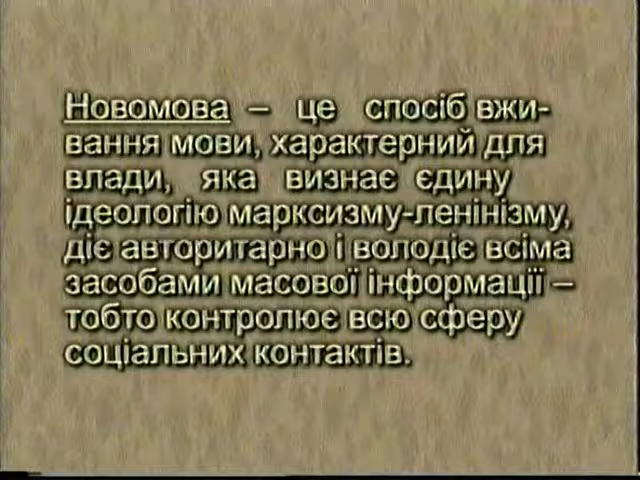 Новомова – це спосіб вжи-
вання мови, характерний для
влади, яка визнає єдину
ідеологію марксизму-ленінізму,
діє авторитарно і володіє всіма
засобами масової інформації –
тобто контролює всю сферу
соціальних контактів.